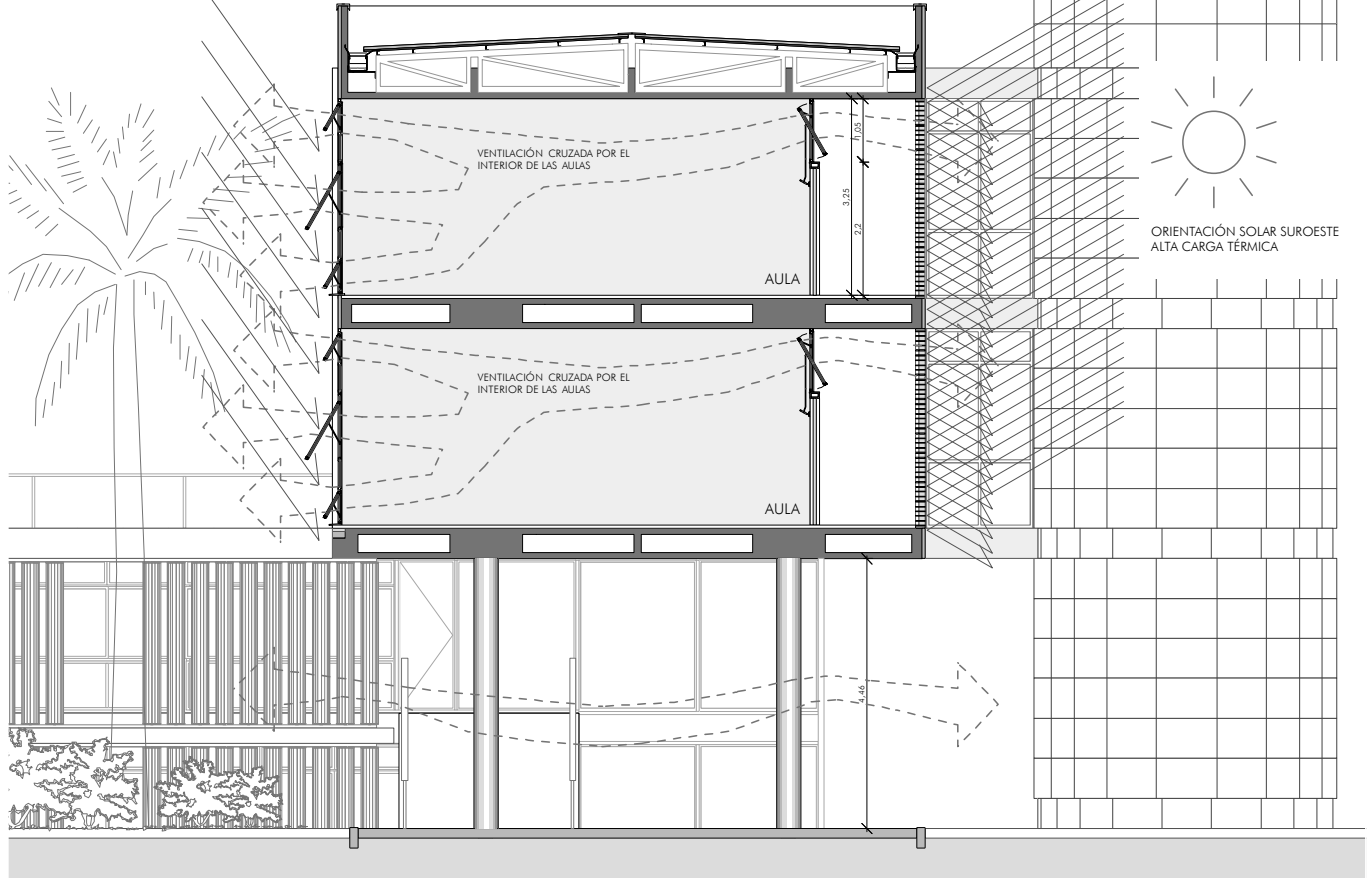 VENTILACIÓN CRUZADA POR EL
INTERIOR DE LAS AULAS
1,05
3,25
2,2
AULA
ORIENTACIÓN SOLAR SUROESTE
ALTA CARGA TÉRMICA
VENTILACIÓN CRUZADA POR EL
INTERIOR DE LAS AULAS
AULA
4,46